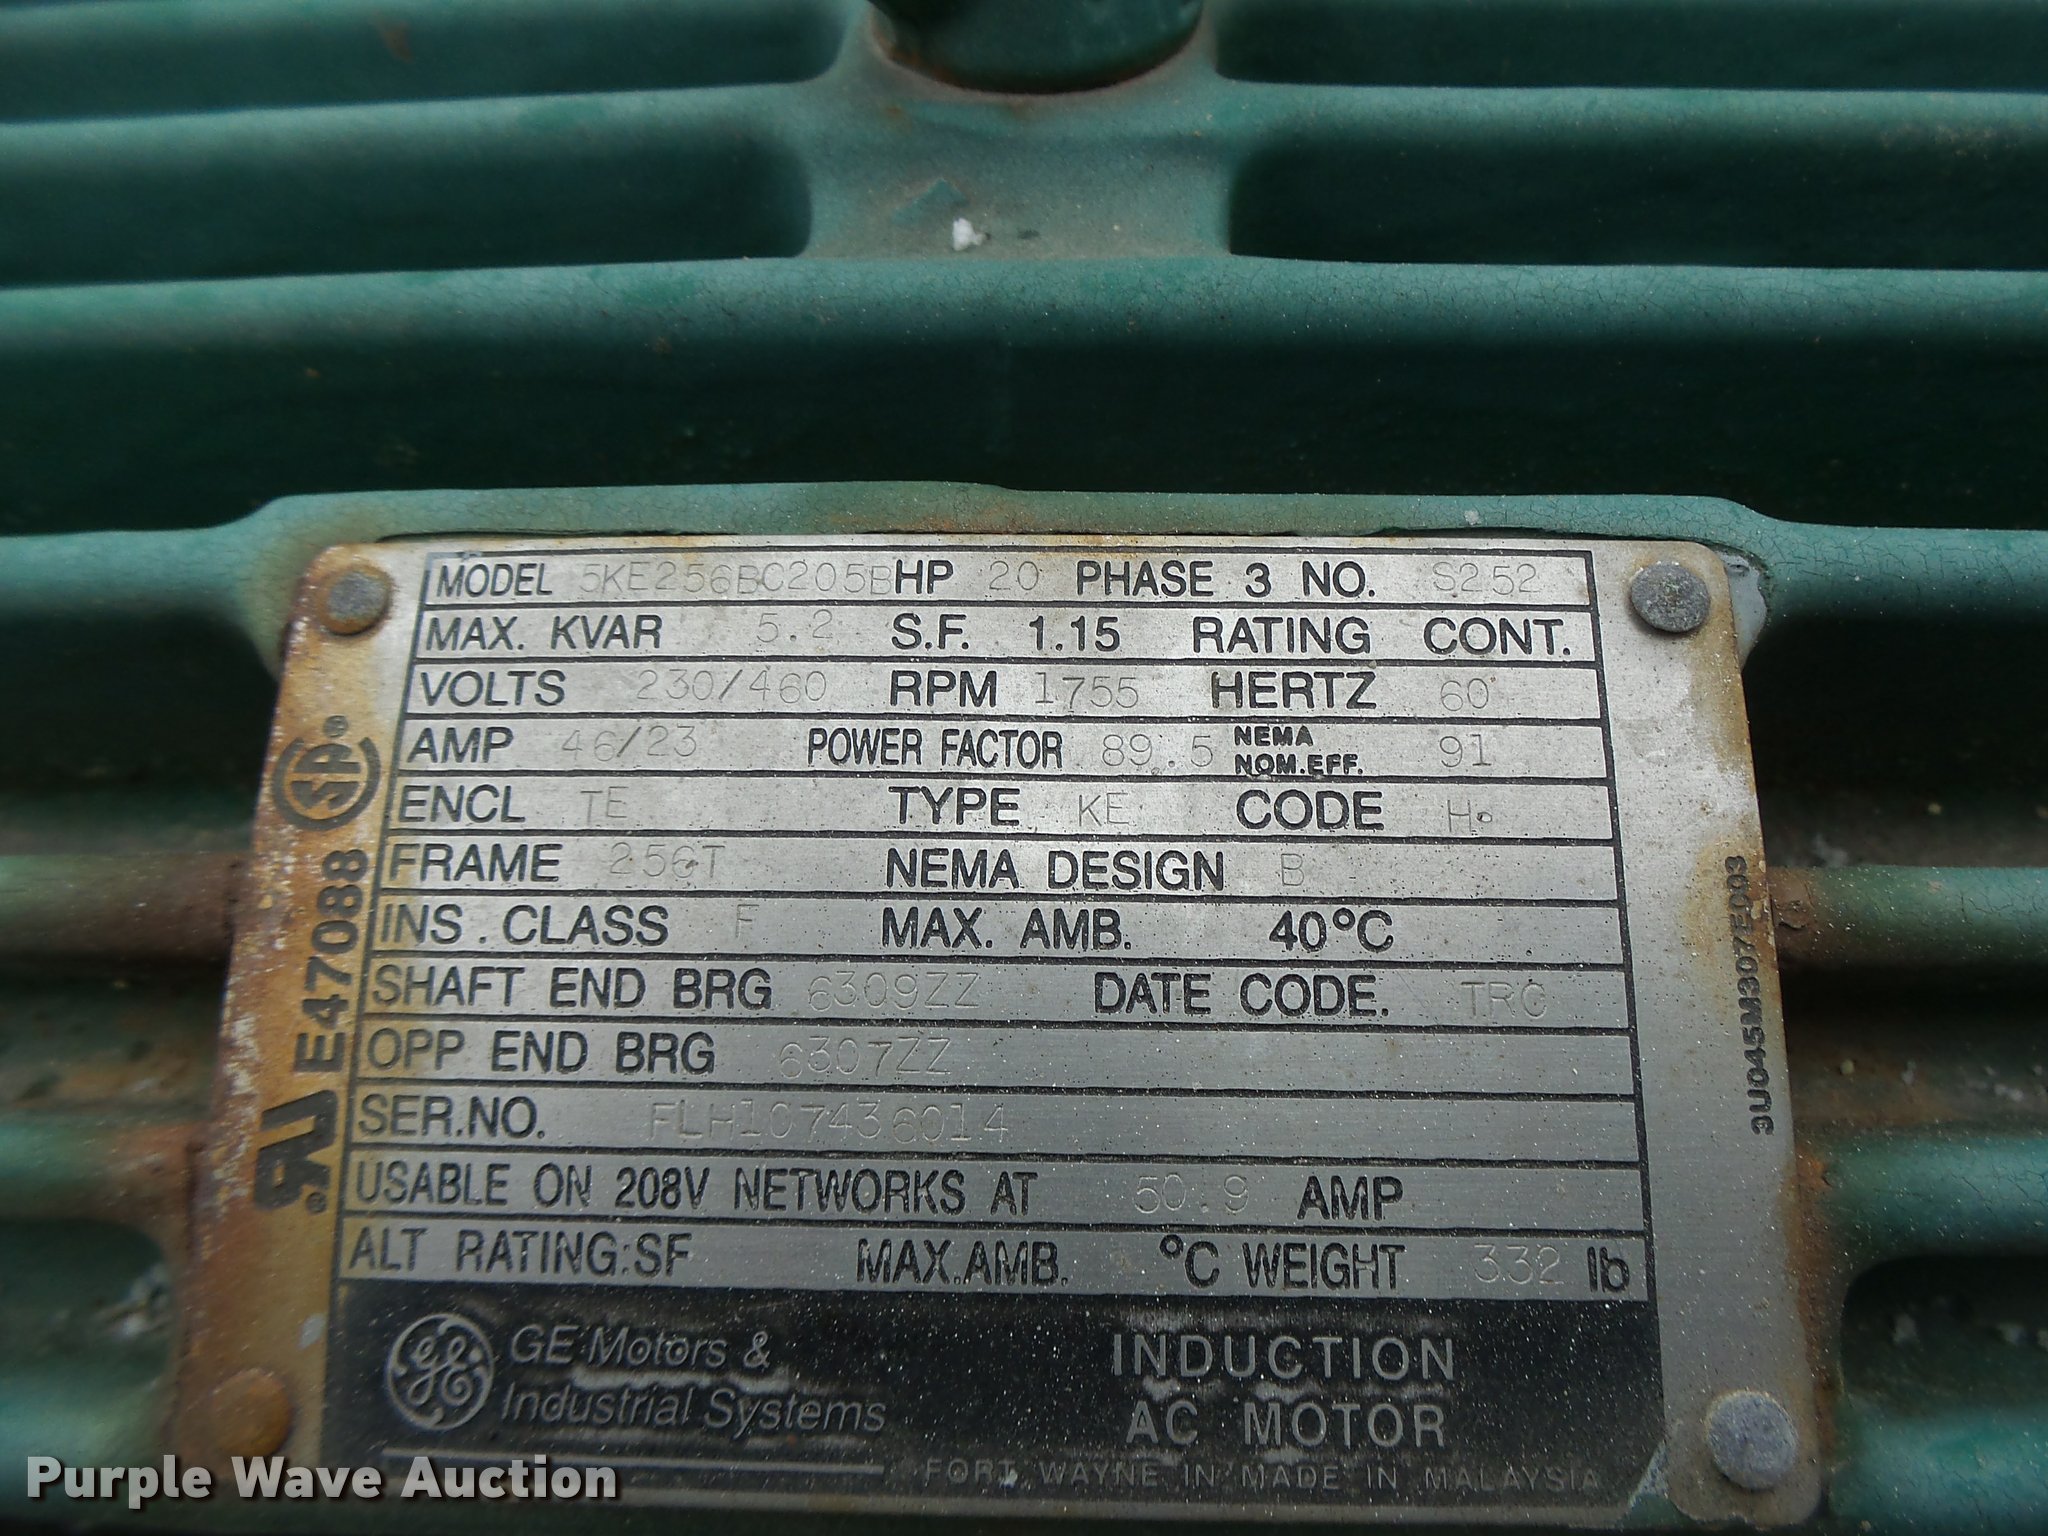 MODEL 5KE256BC205B HP 20 PHASE 3 NO. S252
MAX. KVAR 5.2 S.F. 1.15 RATING CONT.
VOLTS 230/460 RPM 1755 HERTZ 60
AMP 46/23 POWER FACTOR 89.5 NEMA NOM.EFF. 91
ENCL TE TYPE KE CODE H
FRAME 256T NEMA DESIGN B
INS. CLASS F MAX. AMB. 40°C
SHAFT END BRG 6309ZZ DATE CODE. TRC
OPP END BRG 6307ZZ
SER.NO. FLH107436014
USABLE ON 208V NETWORKS AT 50.9 AMP
ALT RATING:SF MAX.AMB. °C WEIGHT 332 lb
GE Motors &
Industrial Systems
INDUCTION
AC MOTOR
FORT WAYNE IN MADE IN MALAYSIA
E47088
SP®
3U045M307E003
Purple Wave Auction